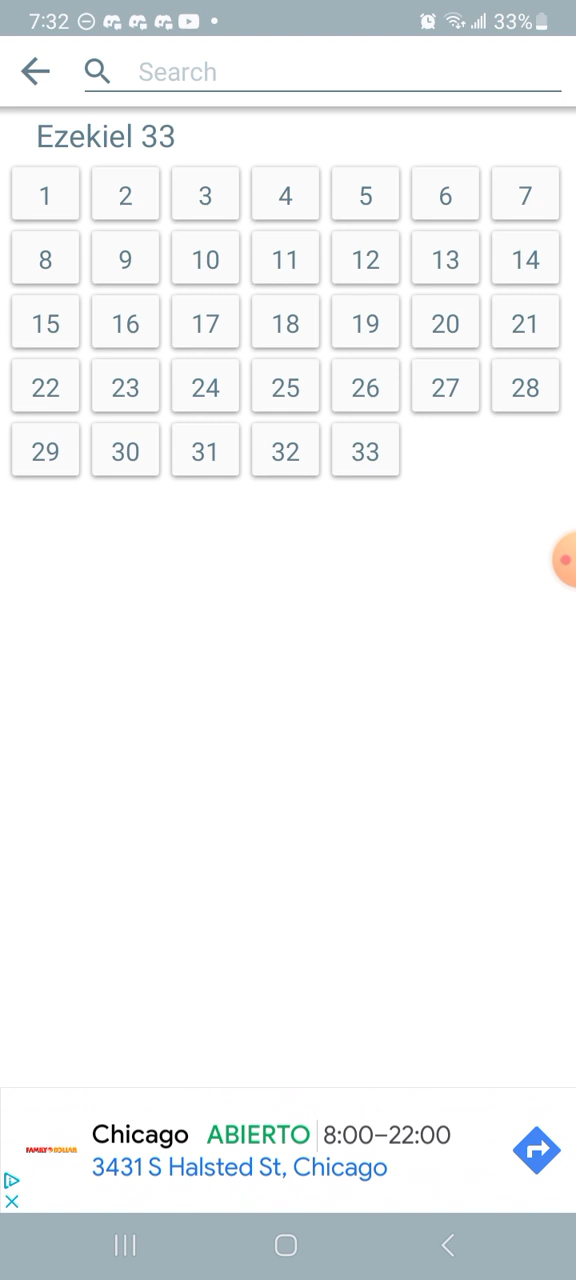 7:32 33%
Search
Ezekiel 33
1 2 3 4 5 6 7
8 9 10 11 12 13 14
15 16 17 18 19 20 21
22 23 24 25 26 27 28
29 30 31 32 33
Chicago ABIERTO 8:00–22:00
FAMILY DOLLAR
3431 S Halsted St, Chicago